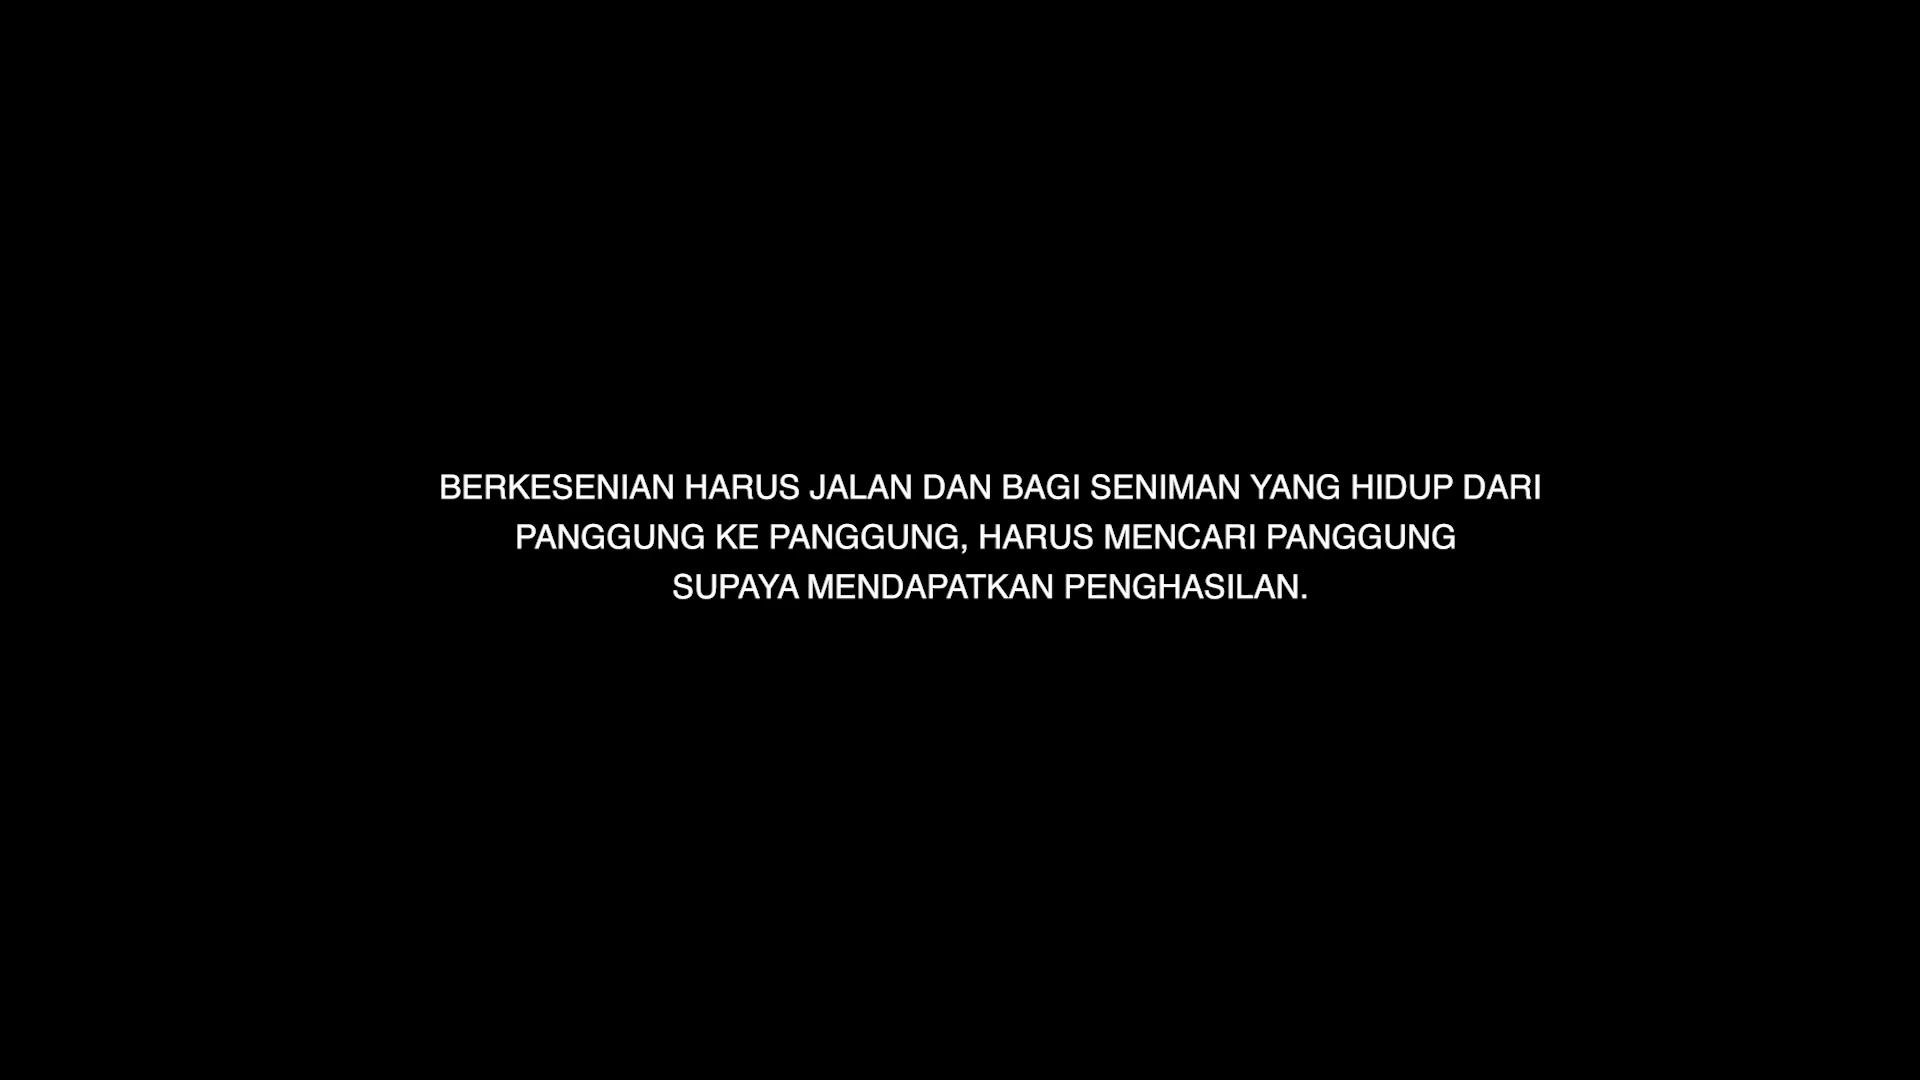 BERKESENIAN HARUS JALAN DAN BAGI SENIMAN YANG HIDUP DARI
PANGGUNG KE PANGGUNG, HARUS MENCARI PANGGUNG
SUPAYA MENDAPATKAN PENGHASILAN.